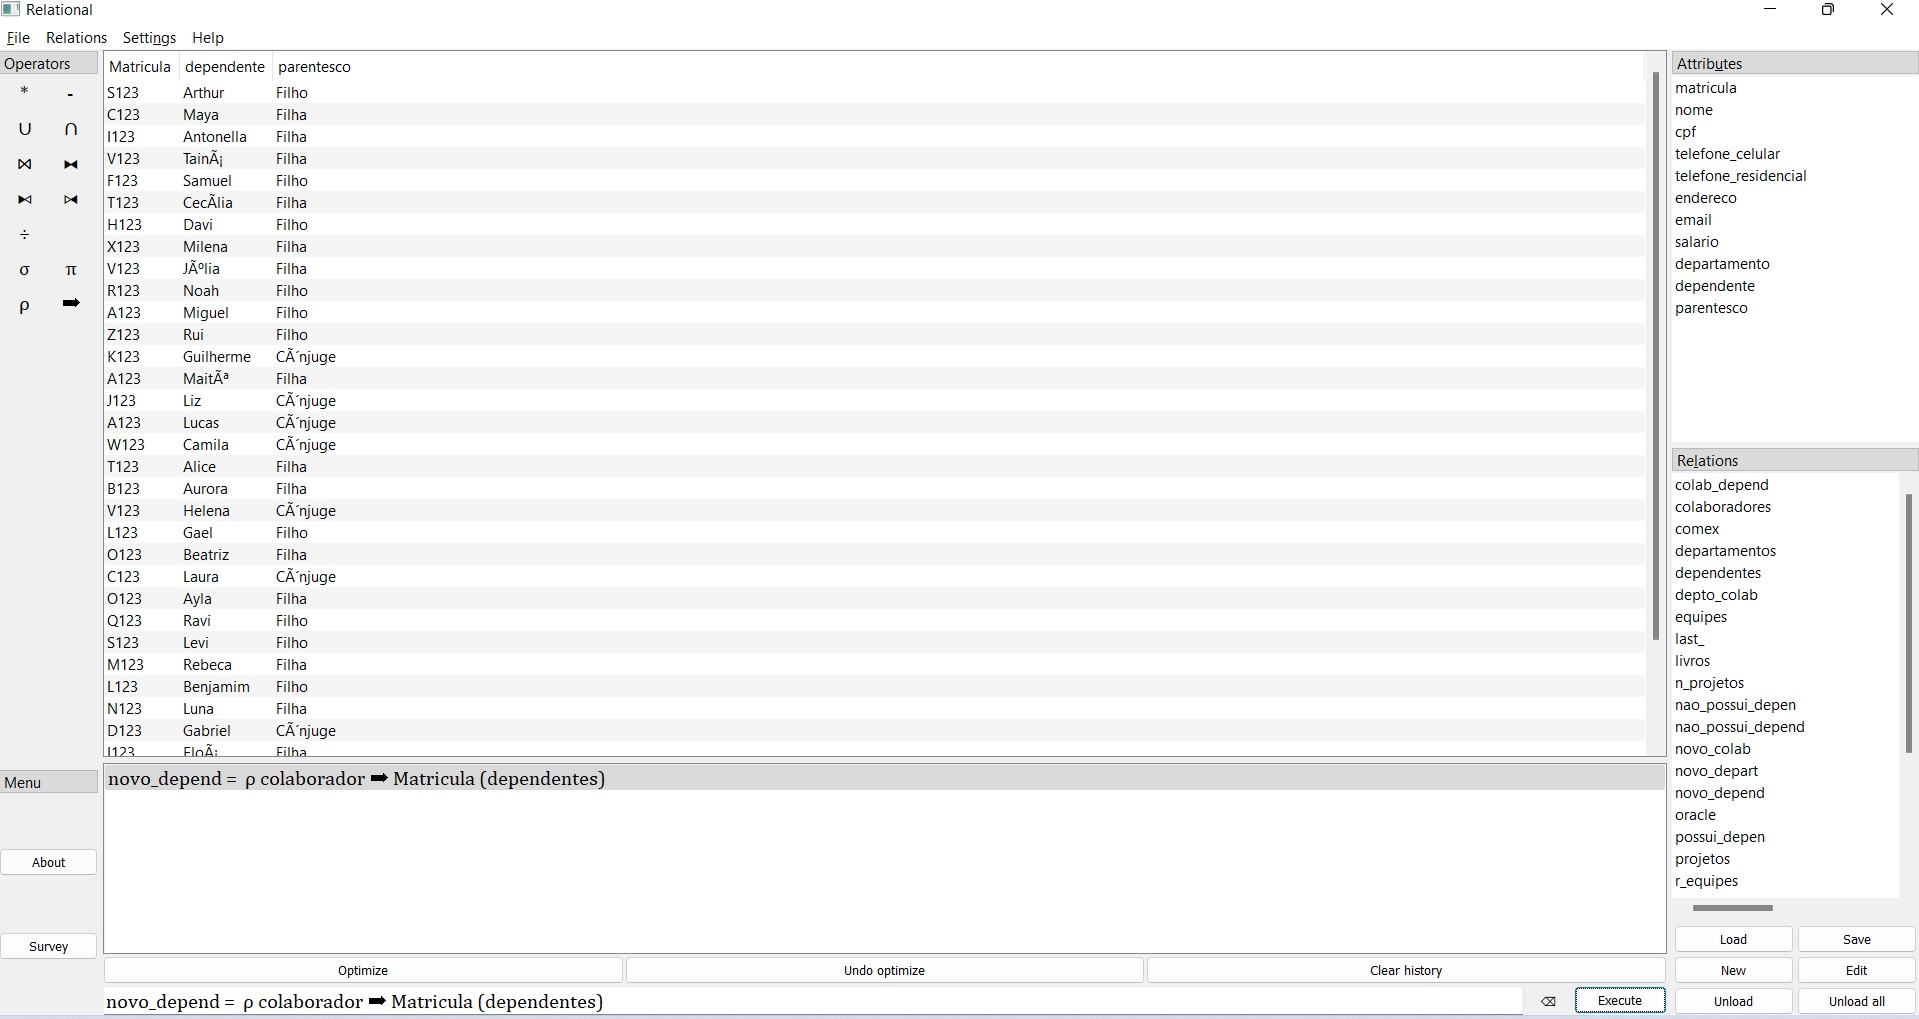 Relational
File Relations Settings Help
Operators
* -
∪ ∩
⋈ ⧓
⧑ ⧒
÷
σ π
ρ ➡
Menu
About
Survey
Matricula dependente parentesco
S123 Arthur Filho
C123 Maya Filha
I123 Antonella Filha
V123 TainÃ¡ Filha
F123 Samuel Filho
T123 CecÃ­lia Filha
H123 Davi Filho
X123 Milena Filha
V123 JÃºlia Filha
R123 Noah Filho
A123 Miguel Filho
Z123 Rui Filho
K123 Guilherme CÃ´njuge
A123 MaitÃª Filha
J123 Liz CÃ´njuge
A123 Lucas CÃ´njuge
W123 Camila CÃ´njuge
T123 Alice Filha
B123 Aurora Filha
V123 Helena CÃ´njuge
L123 Gael Filho
O123 Beatriz Filha
C123 Laura CÃ´njuge
O123 Ayla Filha
Q123 Ravi Filho
S123 Levi Filho
M123 Rebeca Filha
L123 Benjamim Filho
N123 Luna Filha
D123 Gabriel CÃ´njuge
I123 EloÃ¡ Filha
novo_depend = ρ colaborador ➡ Matricula (dependentes)
Optimize Undo optimize Clear history
novo_depend = ρ colaborador ➡ Matricula (dependentes)
⌫ Execute
Attributes
matricula
nome
cpf
telefone_celular
telefone_residencial
endereco
email
salario
departamento
dependente
parentesco
Relations
colab_depend
colaboradores
comex
departamentos
dependentes
depto_colab
equipes
last_
livros
n_projetos
nao_possui_depen
nao_possui_depend
novo_colab
novo_depart
novo_depend
oracle
possui_depen
projetos
r_equipes
Load Save
New Edit
Unload Unload all